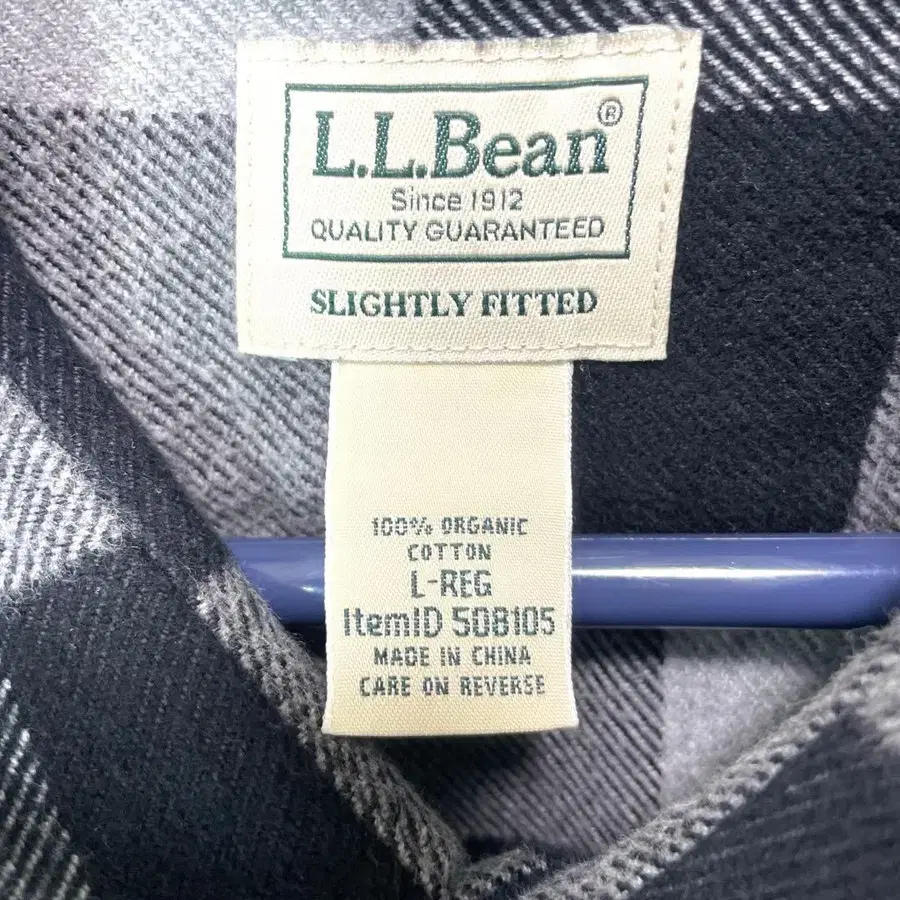 L.L.Bean®
Since 1912
QUALITY GUARANTEED
SLIGHTLY FITTED
100% ORGANIC
COTTON
L-REG
ItemID 508105
MADE IN CHINA
CARE ON REVERSE